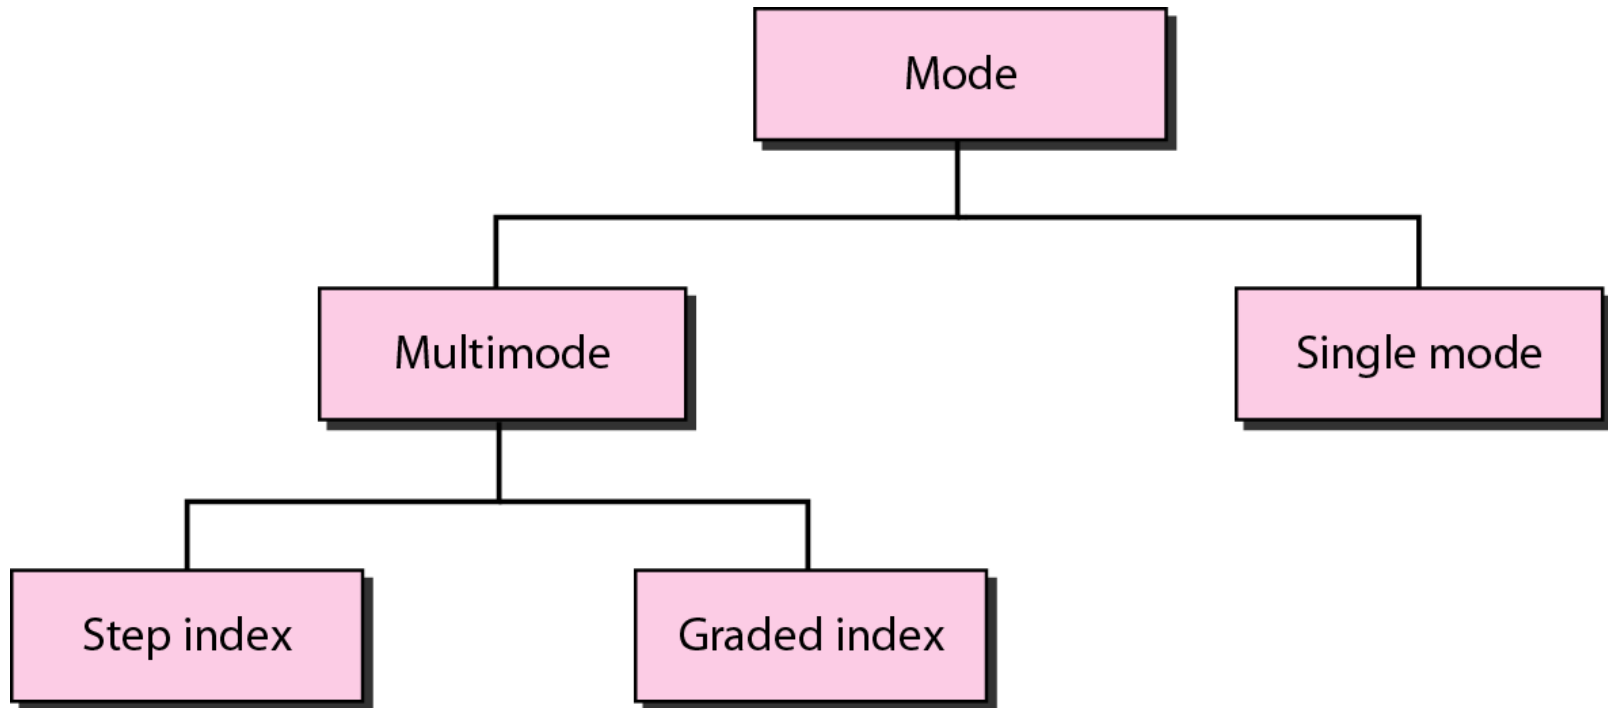 Mode
Multimode
Single mode
Step index
Graded index